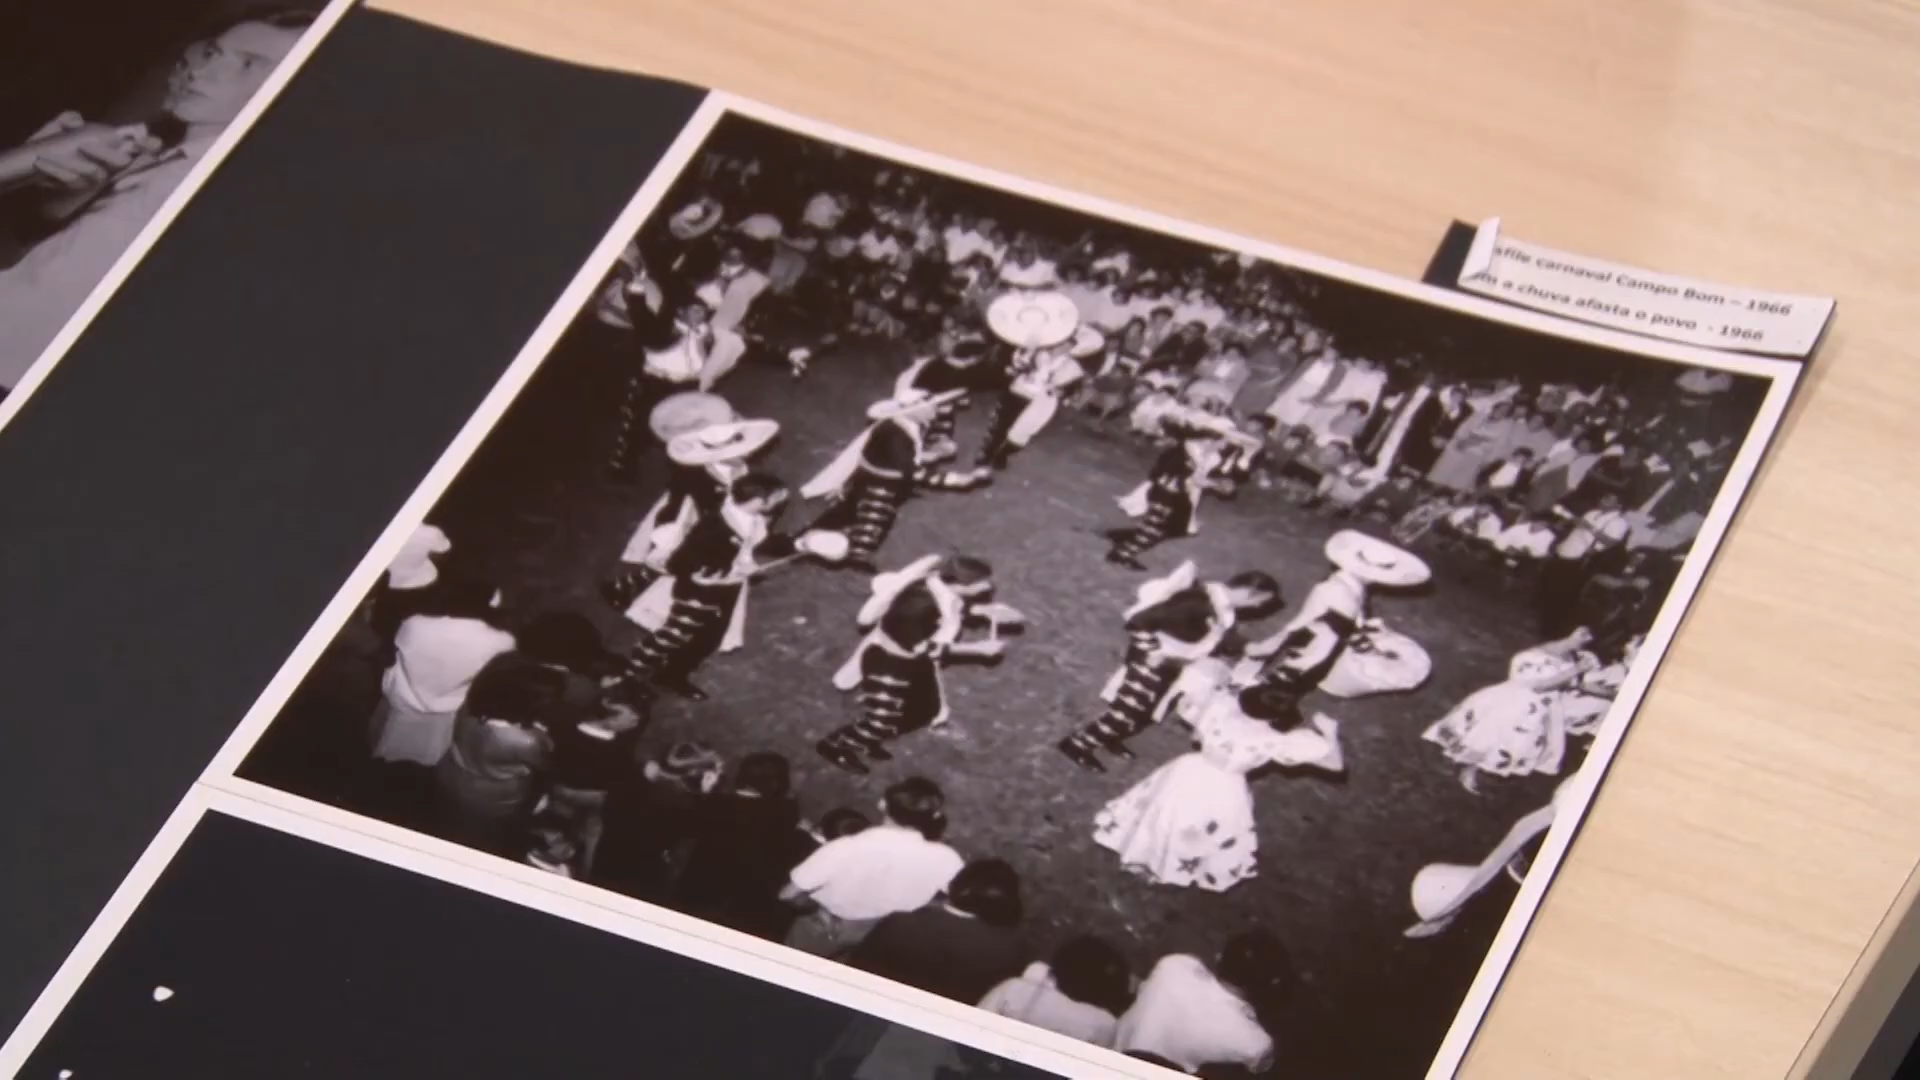 afile carnaval Campo Bom - 1966
m a chuva afasta o povo - 1966